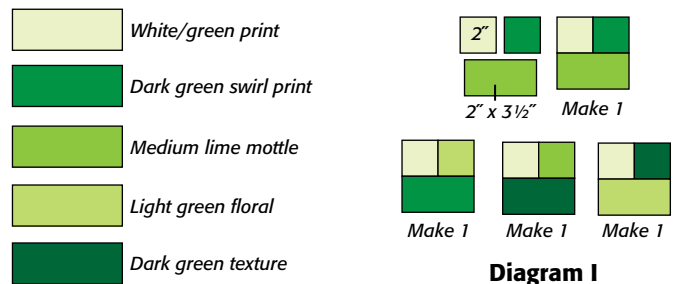 White/green print
Dark green swirl print
Medium lime mottle
Light green floral
Dark green texture
2″
2″ x 3½″
Make 1
Make 1
Make 1
Make 1
Diagram I